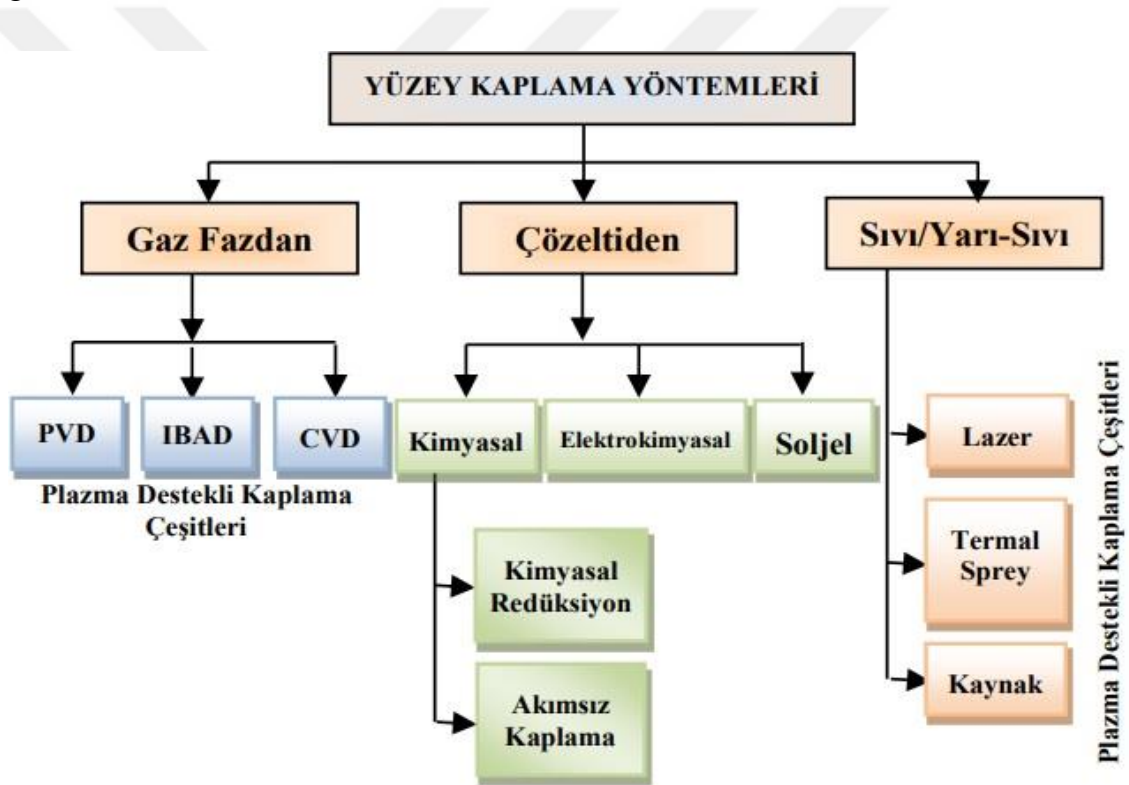 YÜZEY KAPLAMA YÖNTEMLERİ
Gaz Fazdan
Çözeltiden
Sıvı/Yarı-Sıvı
PVD
IBAD
CVD
Plazma Destekli Kaplama
Çeşitleri
Kimyasal
Elektrokimyasal
Soljel
Kimyasal
Redüksiyon
Akımsız
Kaplama
Lazer
Termal
Sprey
Kaynak
Plazma Destekli Kaplama Çeşitleri